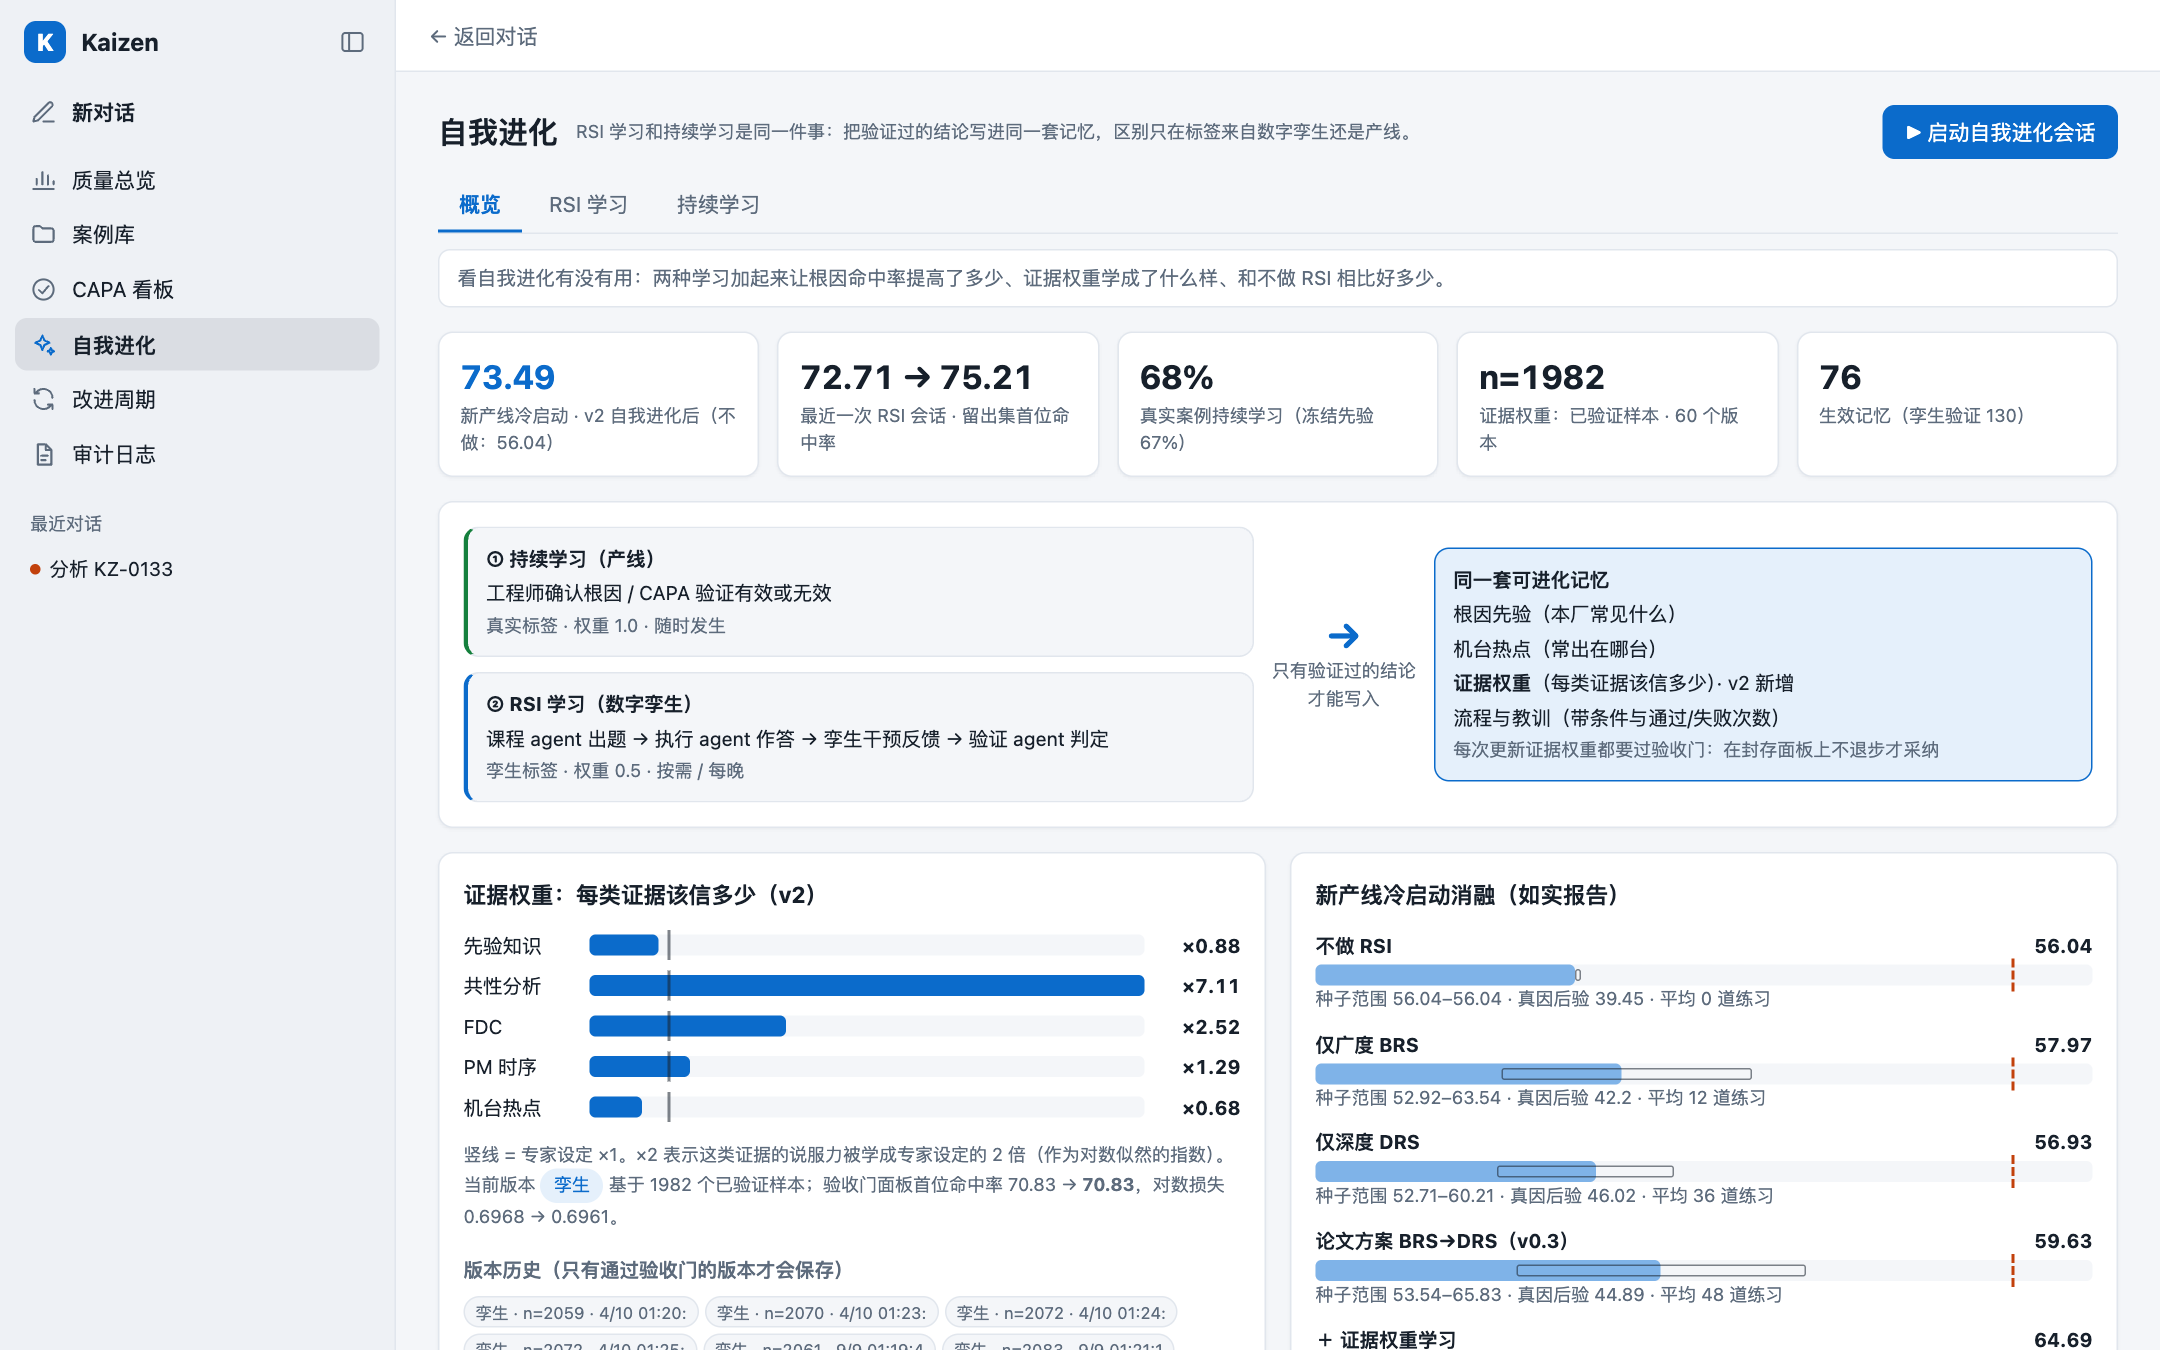 K Kaizen
新对话
质量总览
案例库
CAPA 看板
自我进化
改进周期
审计日志
最近对话
分析 KZ-0133
← 返回对话
自我进化 RSI 学习和持续学习是同一件事：把验证过的结论写进同一套记忆，区别只在标签来自数字孪生还是产线。
▶ 启动自我进化会话
概览 RSI 学习 持续学习
看自我进化有没有用：两种学习加起来让根因命中率提高了多少、证据权重学成了什么样、和不做 RSI 相比好多少。
73.49
新产线冷启动 · v2 自我进化后（不
做：56.04）
72.71 → 75.21
最近一次 RSI 会话 · 留出集首位命
中率
68%
真实案例持续学习（冻结先验
67%）
n=1982
证据权重：已验证样本 · 60 个版
本
76
生效记忆（孪生验证 130）
① 持续学习（产线）
工程师确认根因 / CAPA 验证有效或无效
真实标签 · 权重 1.0 · 随时发生
② RSI 学习（数字孪生）
课程 agent 出题 → 执行 agent 作答 → 孪生干预反馈 → 验证 agent 判定
孪生标签 · 权重 0.5 · 按需 / 每晚
→
只有验证过的结论
才能写入
同一套可进化记忆
根因先验（本厂常见什么）
机台热点（常出在哪台）
证据权重（每类证据该信多少）· v2 新增
流程与教训（带条件与通过/失败次数）
每次更新证据权重都要过验收门：在封存面板上不退步才采纳
证据权重：每类证据该信多少（v2）
先验知识 ×0.88
共性分析 ×7.11
FDC ×2.52
PM 时序 ×1.29
机台热点 ×0.68
竖线 = 专家设定 ×1。×2 表示这类证据的说服力被学成专家设定的 2 倍（作为对数似然的指数）。
当前版本 孪生 基于 1982 个已验证样本；验收门面板首位命中率 70.83 → 70.83，对数损失
0.6968 → 0.6961。
版本历史（只有通过验收门的版本才会保存）
孪生 · n=2059 · 4/10 01:20: 孪生 · n=2070 · 4/10 01:23: 孪生 · n=2072 · 4/10 01:24:
孪生 · n=2072 · 4/10 01:25: 孪生 · n=2061 · 9/9 01:19:4 孪生 · n=2083 · 9/9 01:21:1
新产线冷启动消融（如实报告）
不做 RSI 56.04
种子范围 56.04–56.04 · 真因后验 39.45 · 平均 0 道练习
仅广度 BRS 57.97
种子范围 52.92–63.54 · 真因后验 42.2 · 平均 12 道练习
仅深度 DRS 56.93
种子范围 52.71–60.21 · 真因后验 46.02 · 平均 36 道练习
论文方案 BRS→DRS（v0.3） 59.63
种子范围 53.54–65.83 · 真因后验 44.89 · 平均 48 道练习
＋ 证据权重学习 64.69